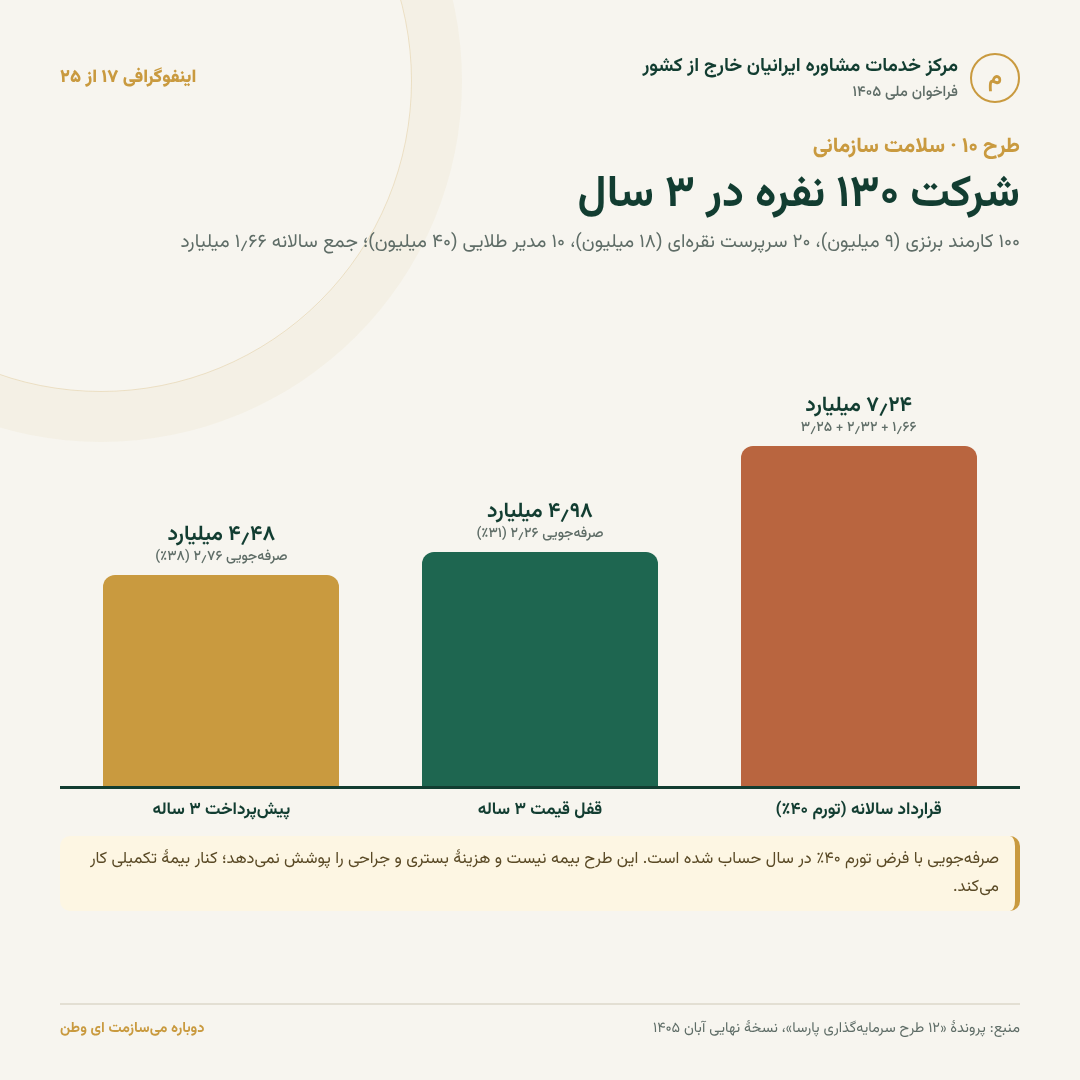 م
مرکز خدمات مشاوره ایرانیان خارج از کشور
فراخوان ملی ۱۴۰۵
اینفوگرافی ۱۷ از ۲۵
طرح ۱۰ · سلامت سازمانی
شرکت ۱۳۰ نفره در ۳ سال
۱۰۰ کارمند برنزی (۹ میلیون)، ۲۰ سرپرست نقره‌ای (۱۸ میلیون)، ۱۰ مدیر طلایی (۴۰ میلیون)؛ جمع سالانه ۱٫۶۶ میلیارد
۷٫۲۴ میلیارد
۱٫۶۶ + ۲٫۳۲ + ۳٫۲۵
۴٫۹۸ میلیارد
صرفه‌جویی ۲٫۲۶ (۳۱٪)
۴٫۴۸ میلیارد
صرفه‌جویی ۲٫۷۶ (۳۸٪)
قرارداد سالانه (تورم ۴۰٪)
قفل قیمت ۳ ساله
پیش‌پرداخت ۳ ساله
صرفه‌جویی با فرض تورم ۴۰٪ در سال حساب شده است. این طرح بیمه نیست و هزینهٔ بستری و جراحی را پوشش نمی‌دهد؛ کنار بیمهٔ تکمیلی کار
می‌کند.
منبع: پروندهٔ «۱۲ طرح سرمایه‌گذاری پارسا»، نسخهٔ نهایی آبان ۱۴۰۵
دوباره می‌سازمت ای وطن